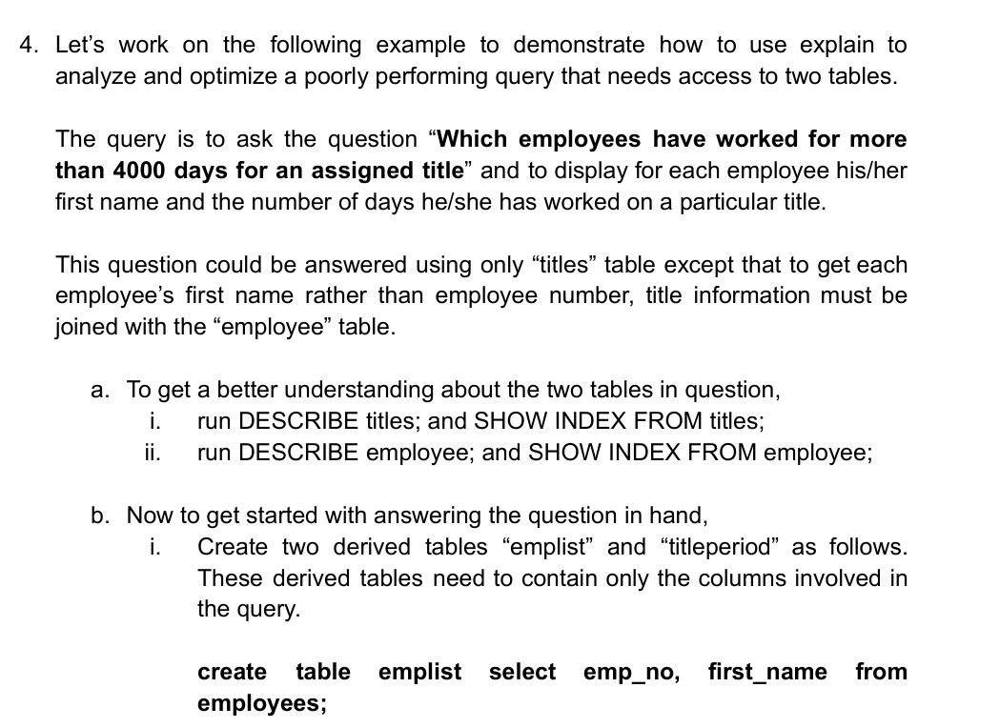 4. Let’s work on the following example to demonstrate how to use explain to
analyze and optimize a poorly performing query that needs access to two tables.
The query is to ask the question “Which employees have worked for more
than 4000 days for an assigned title” and to display for each employee his/her
first name and the number of days he/she has worked on a particular title.
This question could be answered using only “titles” table except that to get each
employee’s first name rather than employee number, title information must be
joined with the “employee” table.
a. To get a better understanding about the two tables in question,
i. run DESCRIBE titles; and SHOW INDEX FROM titles;
ii. run DESCRIBE employee; and SHOW INDEX FROM employee;
b. Now to get started with answering the question in hand,
i. Create two derived tables “emplist” and “titleperiod” as follows.
These derived tables need to contain only the columns involved in
the query.
create table emplist select emp_no, first_name from
employees;